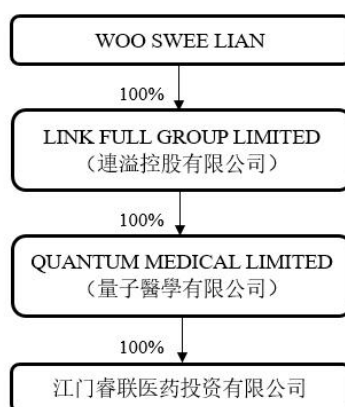 WOO SWEE LIAN
100%
LINK FULL GROUP LIMITED
（連溢控股有限公司）
100%
QUANTUM MEDICAL LIMITED
（量子醫學有限公司）
100%
江门睿联医药投资有限公司